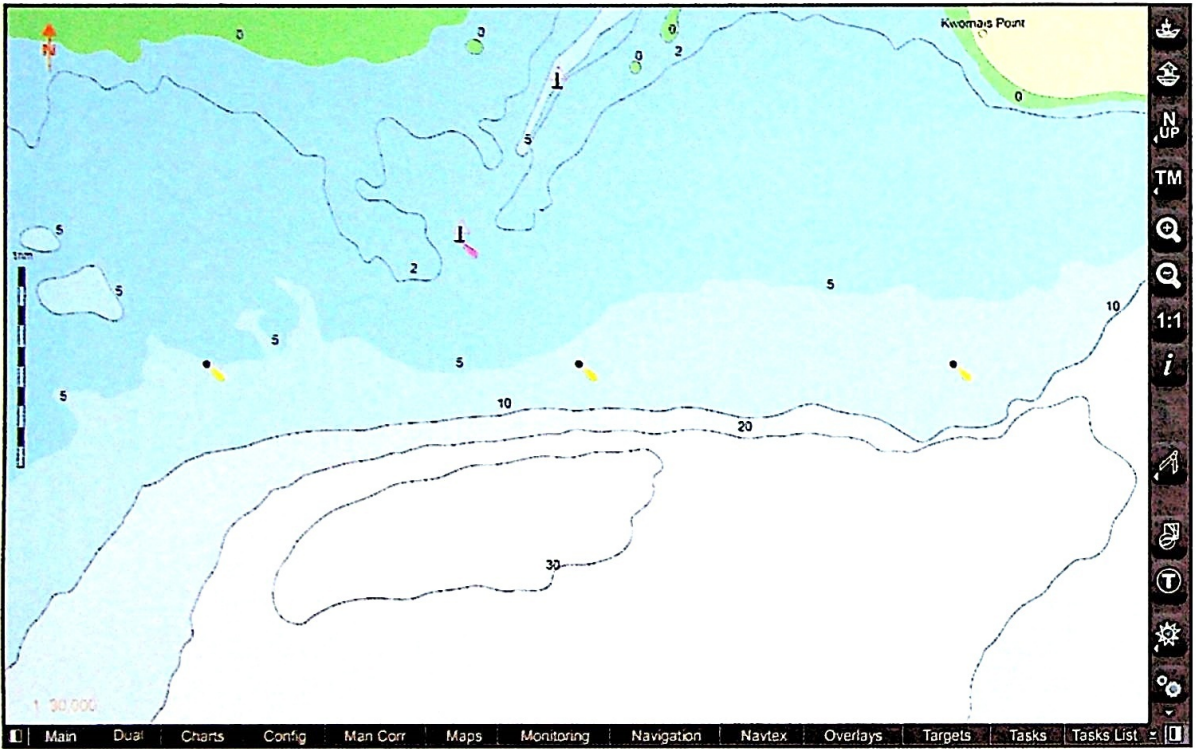 Kwomais Point
0
0
0
0
2
N
0
N
UP
5
TM
5
1nm
2
5
5
10
5
1:1
5
i
5
10
20
30
T
1:30,000
Main Dual Charts Config Man Corr Maps Monitoring Navigation Navtex Overlays Targets Tasks Tasks List